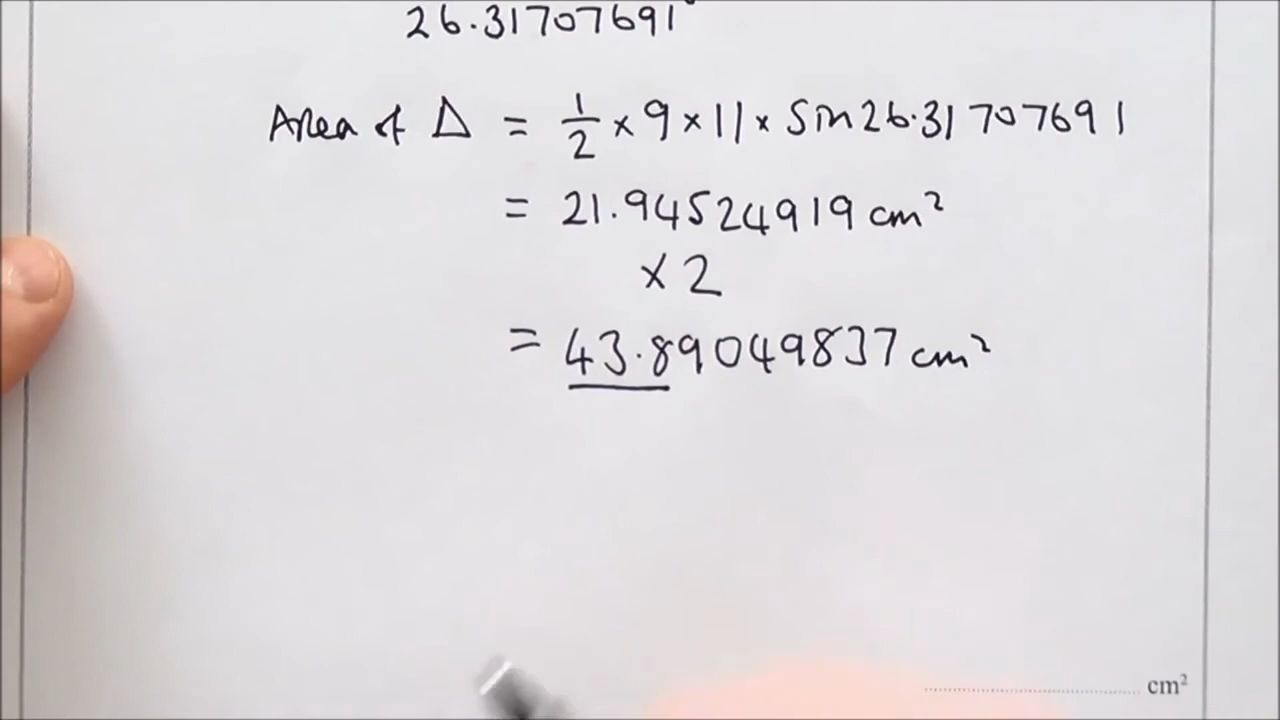 26.31707691°
Area of Δ = 1/2 × 9 × 11 × Sin 26.31707691
= 21.94524919 cm²
× 2
= 43.89049837 cm²
.................................... cm²